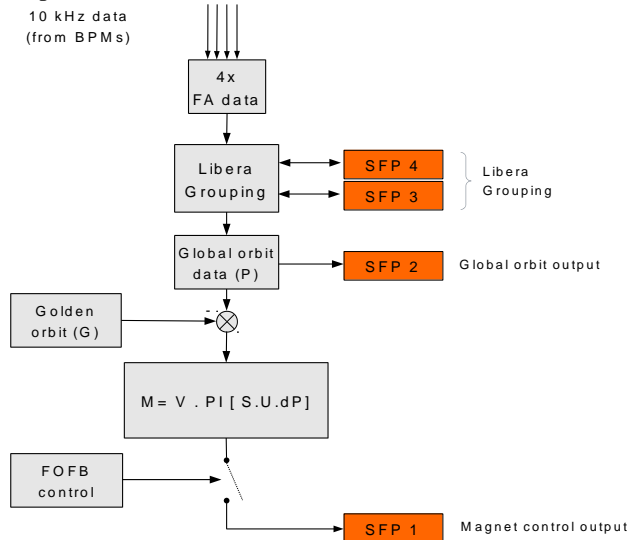 10 kHz data
(from BPMs)
4x
FA data
Libera
Grouping
SFP 4
SFP 3
Libera
Grouping
Global orbit
data (P)
SFP 2
Global orbit output
Golden
orbit (G)
M= V . PI [ S.U.dP]
FOFB
control
SFP 1
Magnet control output